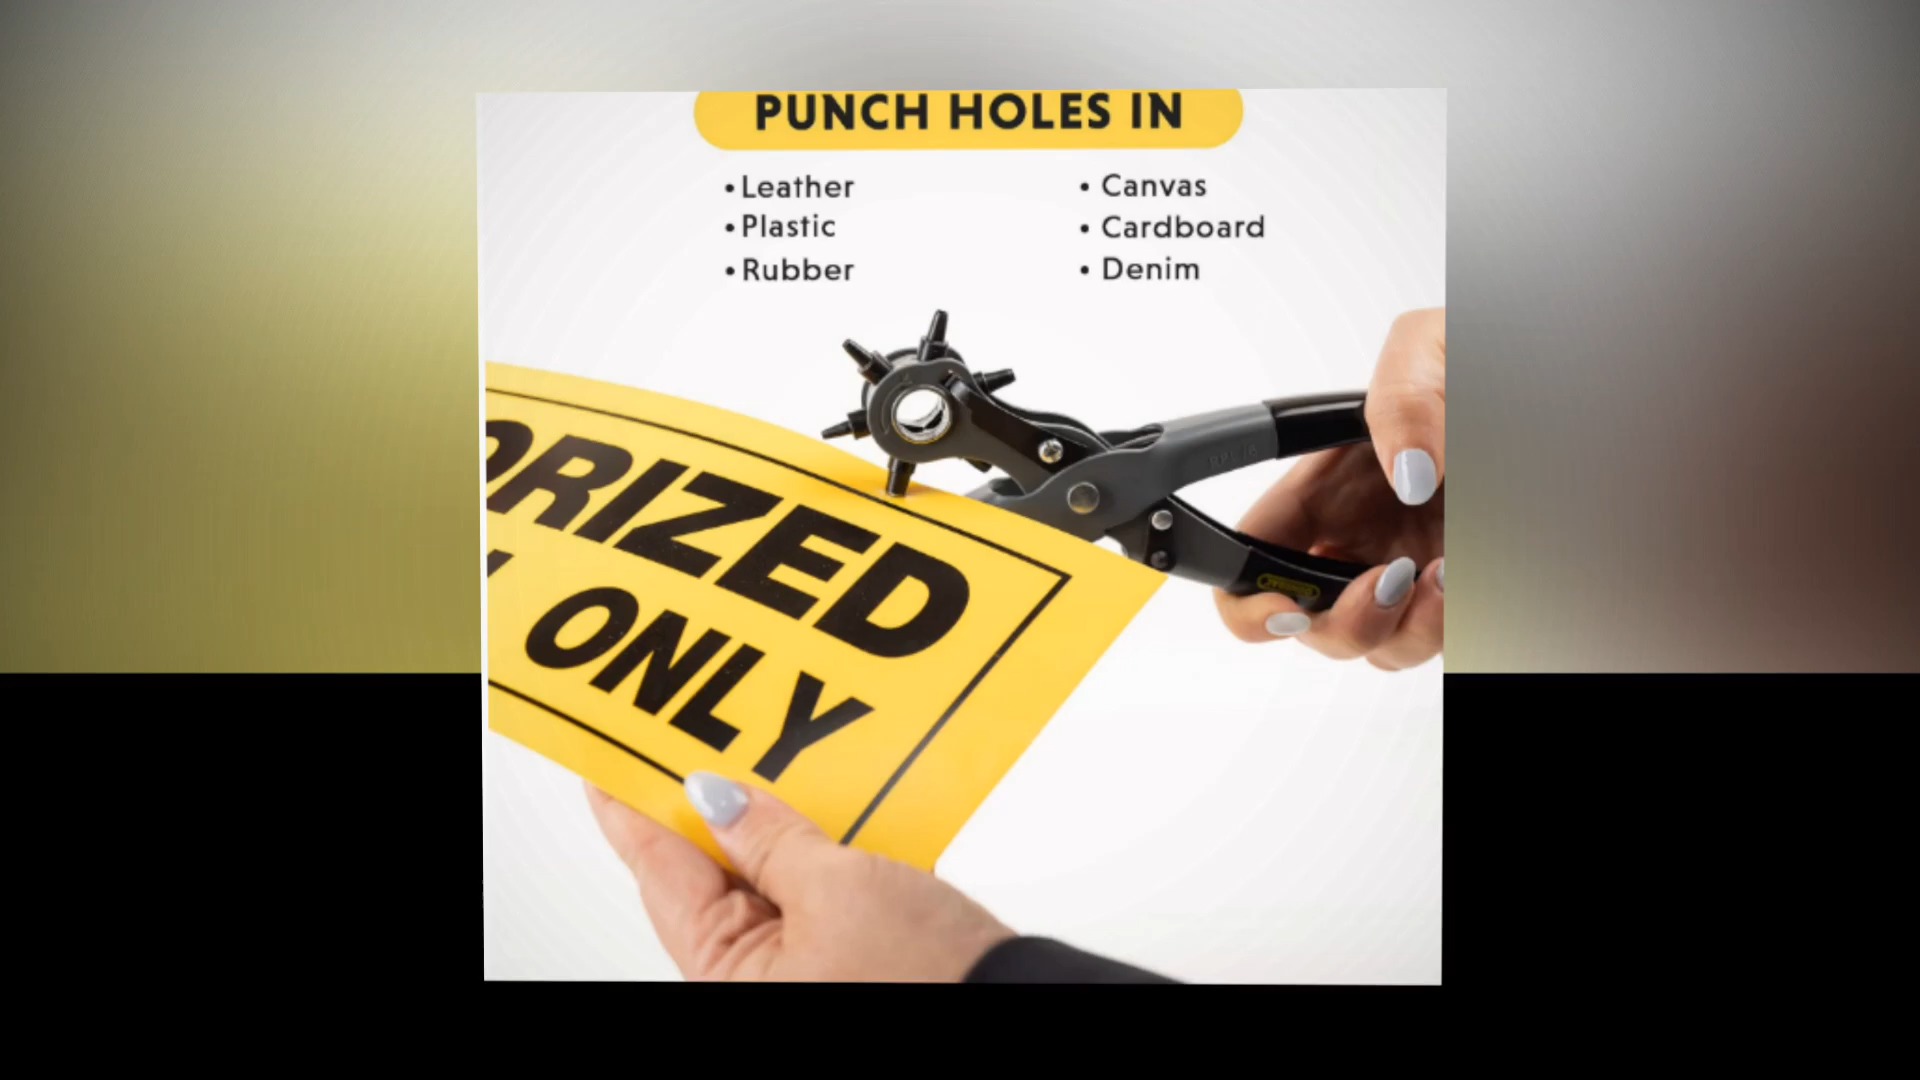 PUNCH HOLES IN
• Leather
• Plastic
• Rubber
• Canvas
• Cardboard
• Denim
ORIZED
ONLY